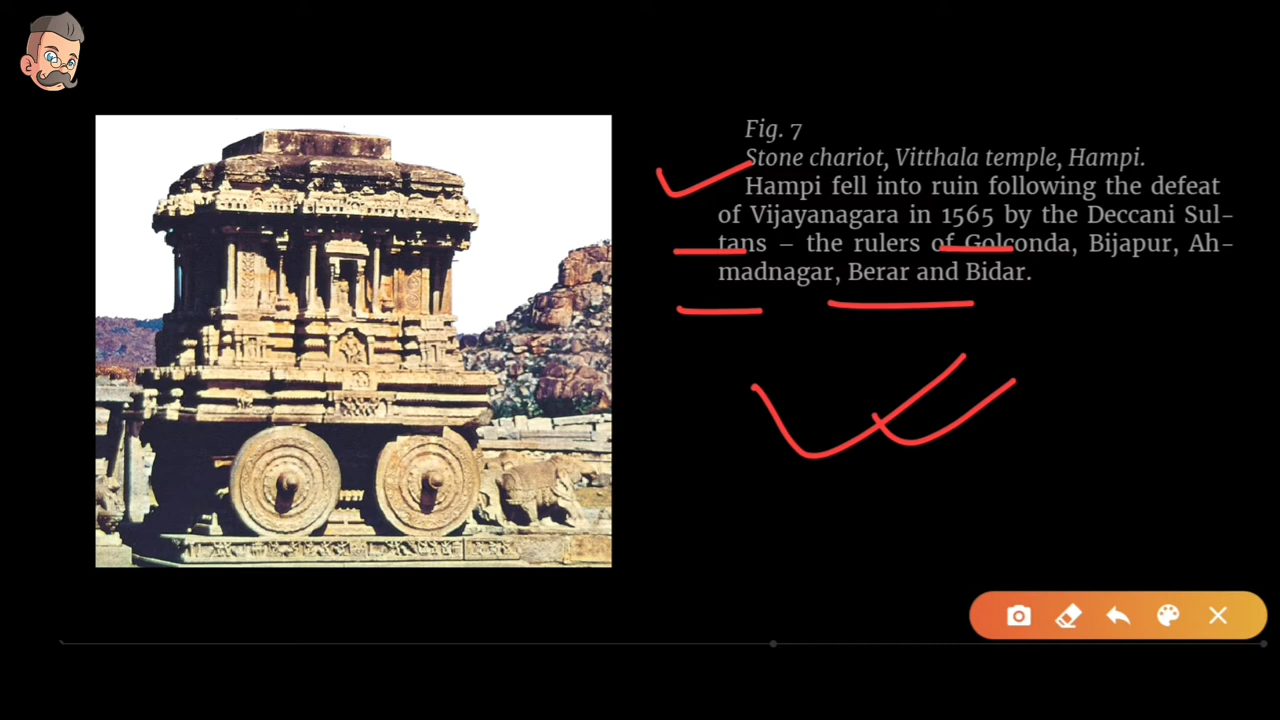 Fig. 7
Stone chariot, Vitthala temple, Hampi.
Hampi fell into ruin following the defeat
of Vijayanagara in 1565 by the Deccani Sul-
tans – the rulers of Golconda, Bijapur, Ah-
madnagar, Berar and Bidar.